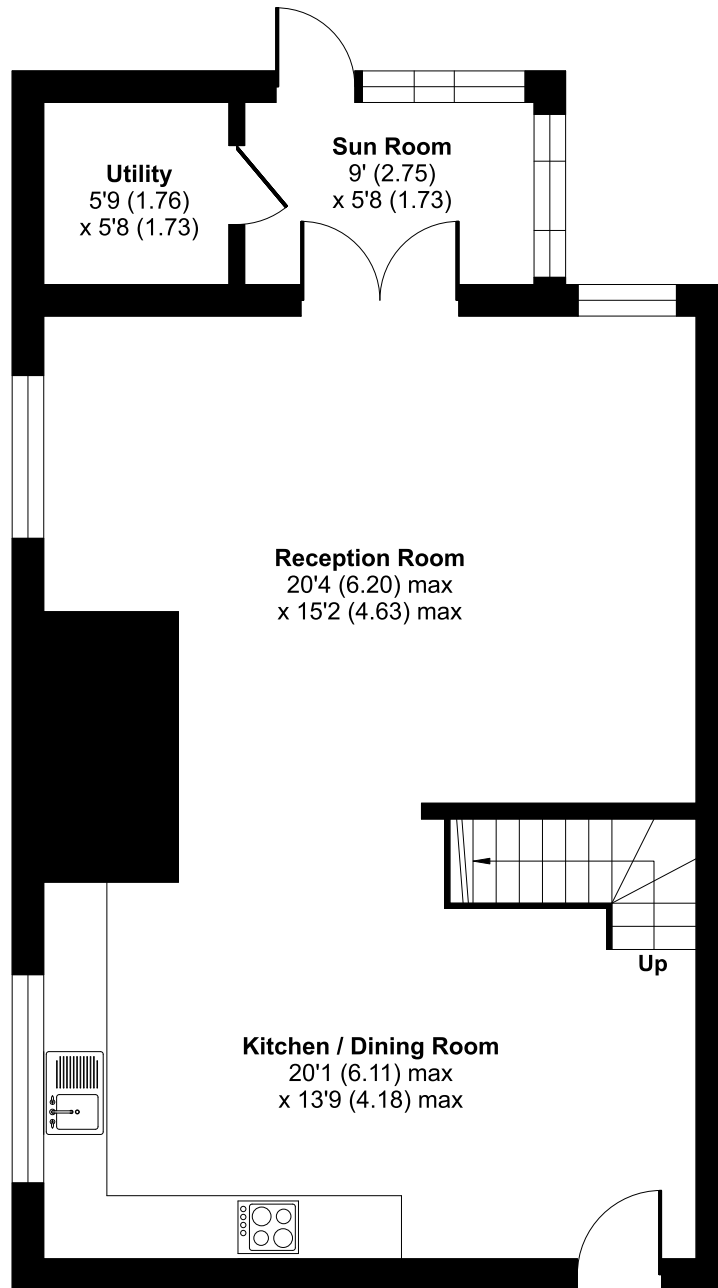 Sun Room
9' (2.75)
x 5'8 (1.73)
Utility
5'9 (1.76)
x 5'8 (1.73)
Reception Room
20'4 (6.20) max
x 15'2 (4.63) max
Up
Kitchen / Dining Room
20'1 (6.11) max
x 13'9 (4.18) max